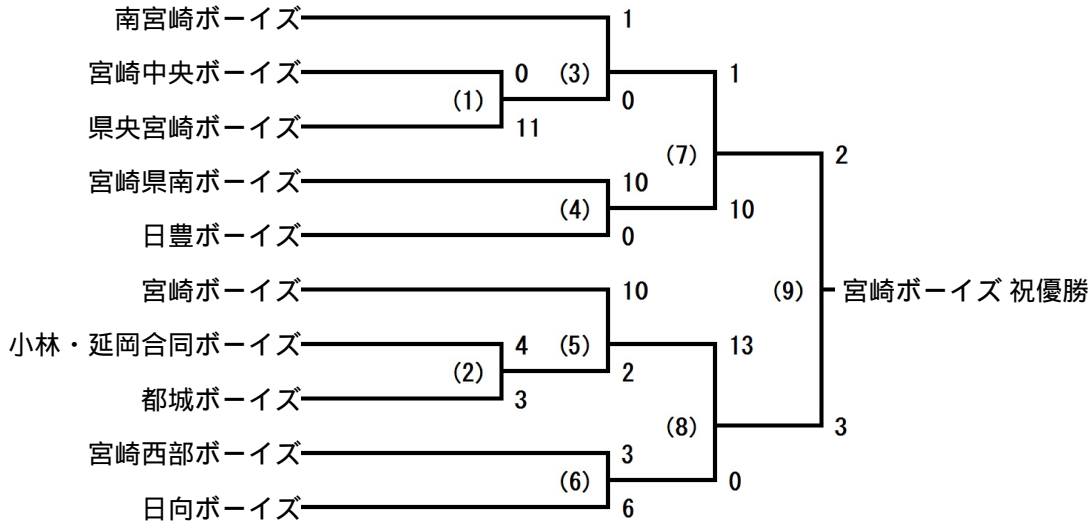 南宮崎ボーイズ 1
宮崎中央ボーイズ 0 (3) 1
(1) 0
県央宮崎ボーイズ 11
(7) 2
宮崎県南ボーイズ 10
(4) 10
日豊ボーイズ 0
宮崎ボーイズ 10 (9) 宮崎ボーイズ 祝優勝
小林・延岡合同ボーイズ 4 (5) 13
(2) 2
都城ボーイズ 3
(8) 3
宮崎西部ボーイズ 3
(6) 0
日向ボーイズ 6